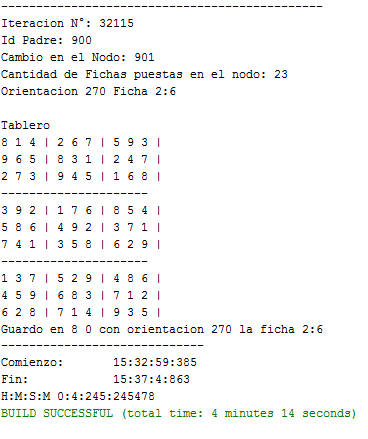 -----------------------------------------------
Iteracion N°: 32115
Id Padre: 900
Cambio en el Nodo: 901
Cantidad de Fichas puestas en el nodo: 23
Orientacion 270 Ficha 2:6
Tablero
8 1 4 | 2 6 7 | 5 9 3 |
9 6 5 | 8 3 1 | 2 4 7 |
2 7 3 | 9 4 5 | 1 6 8 |
---------------------
3 9 2 | 1 7 6 | 8 5 4 |
5 8 6 | 4 9 2 | 3 7 1 |
7 4 1 | 3 5 8 | 6 2 9 |
---------------------
1 3 7 | 5 2 9 | 4 8 6 |
4 5 9 | 6 8 3 | 7 1 2 |
6 2 8 | 7 1 4 | 9 3 5 |
Guardo en 8 0 con orientacion 270 la ficha 2:6
-----------------------------
Comienzo: 15:32:59:385
Fin: 15:37:4:863
H:M:S:M 0:4:245:245478
BUILD SUCCESSFUL (total time: 4 minutes 14 seconds)